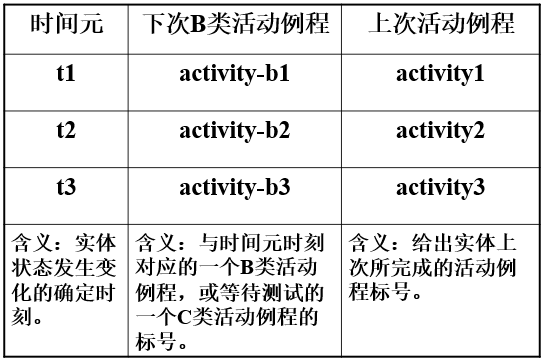 时间元 下次B类活动例程 上次活动例程
t1 activity-b1 activity1
t2 activity-b2 activity2
t3 activity-b3 activity3
含义：实体
状态发生变
化的确定时
刻。
含义：与时间元时刻
对应的一个B类活动
例程，或等待测试的
一个C类活动例程的
标号。
含义：给出实体上
次所完成的活动例
程标号。